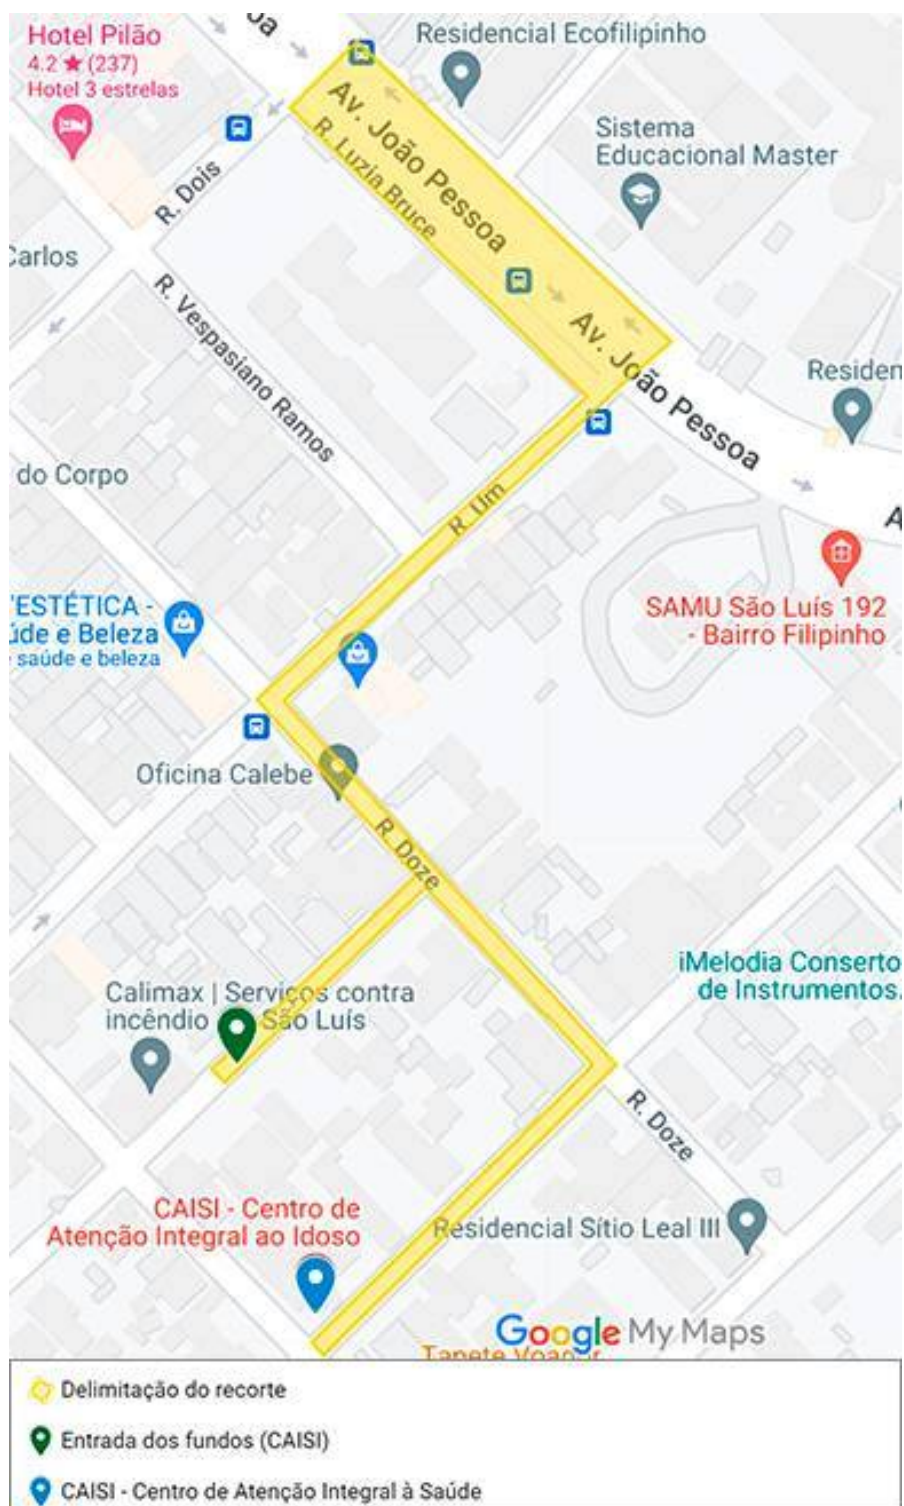 oa
Hotel Pilão
4.2 ★ (237)
Hotel 3 estrelas
Residencial Ecofilipinho
Av. João Pessoa
R. Luzia Bruce
Sistema
Educacional Master
R. Dois
Carlos
R. Vespasiano Ramos
Av. João Pessoa
Residen
do Corpo
R. Um
A
'ESTÉTICA -
úde e Beleza
e saúde e beleza
SAMU São Luís 192
- Bairro Filipinho
Oficina Calebe
R. Doze
iMelodia Conserto
de Instrumentos.
Calimax | Serviços contra
incêndio São Luís
R. Doze
CAISI - Centro de
Atenção Integral ao Idoso
Residencial Sítio Leal III
Google My Maps
Tapete Voador
Delimitação do recorte
Entrada dos fundos (CAISI)
CAISI - Centro de Atenção Integral à Saúde